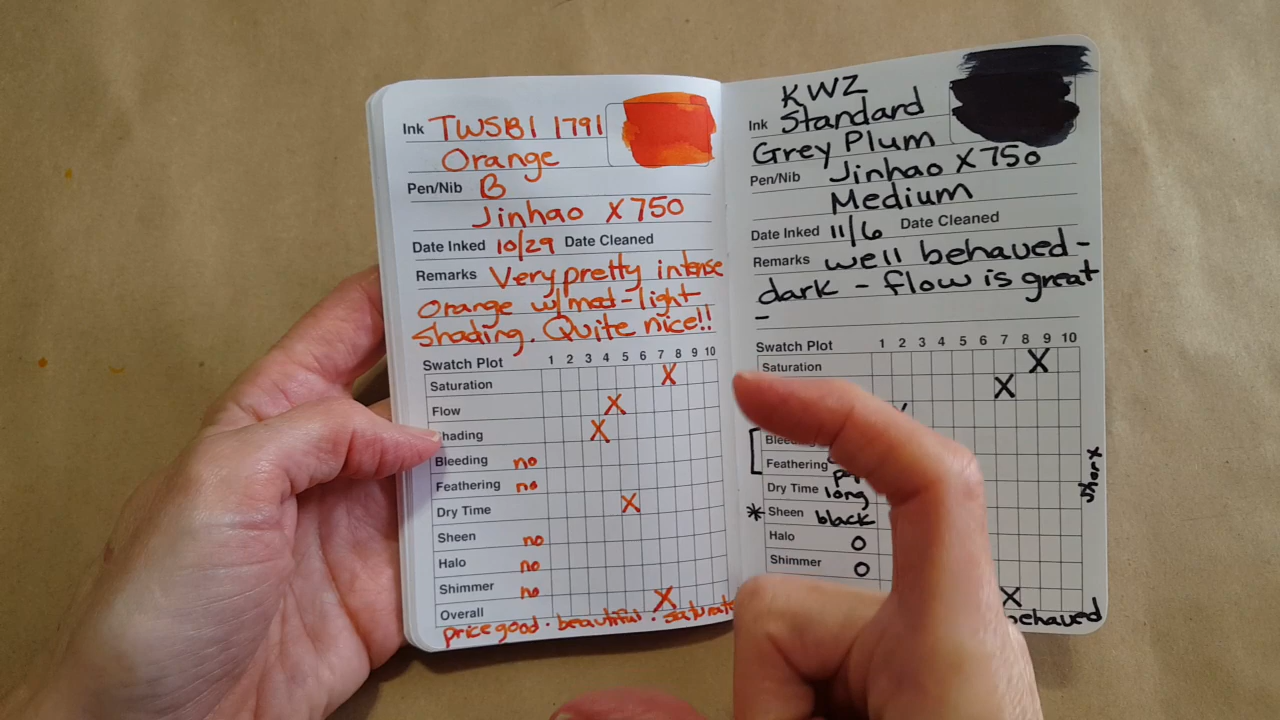 Ink TWSBI 1791
Orange
Pen/Nib B
Jinhao X750
Date Inked 10/29 Date Cleaned
Remarks Very pretty intense
Orange w/med-light
Shading. Quite nice!!
Swatch Plot 1 2 3 4 5 6 7 8 9 10
Saturation X
Flow X
hading X
Bleeding no
Feathering no
Dry Time X
Sheen no
Halo no
Shimmer no
Overall X
price good · beautiful · saturate
KWZ
Ink Standard
Grey Plum
Pen/Nib Jinhao X750
Medium
Date Inked 11/6 Date Cleaned
Remarks well behaved -
dark - flow is great
-
Swatch Plot 1 2 3 4 5 6 7 8 9 10
Saturation X
X
Feathering
Dry Time long
* Sheen black
Halo O
Shimmer O
X
ehaved
short